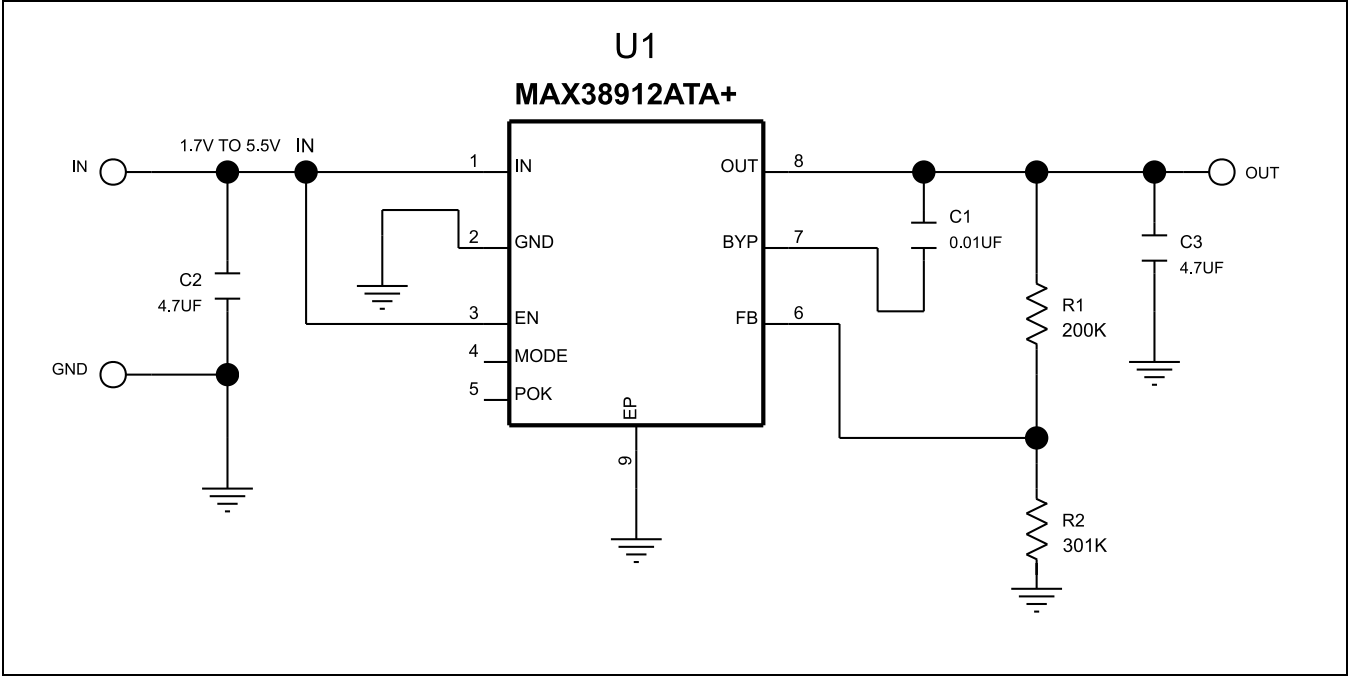 U1
MAX38912ATA+
IN
1.7V TO 5.5V
IN
1
IN
OUT
8
2
GND
BYP
7
C1
0.01UF
C3
4.7UF
C2
4.7UF
3
EN
FB
6
R1
200K
4
MODE
GND
5
POK
EP
9
R2
301K
OUT